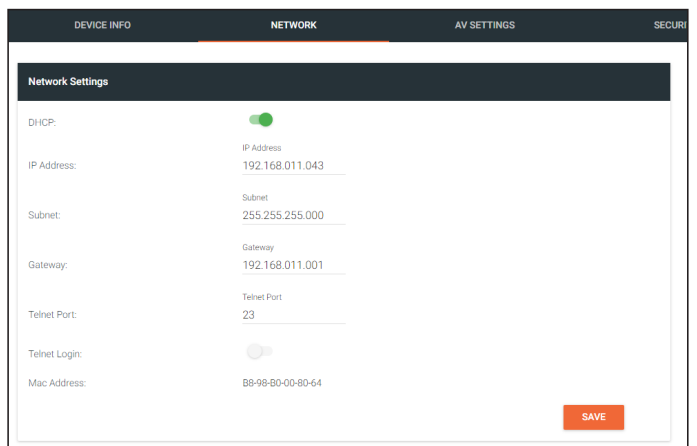 DEVICE INFO NETWORK AV SETTINGS SECURI
Network Settings
DHCP:
IP Address
IP Address: 192.168.011.043
Subnet
Subnet: 255.255.255.000
Gateway
Gateway: 192.168.011.001
Telnet Port
Telnet Port: 23
Telnet Login:
Mac Address: B8-98-B0-00-80-64
SAVE